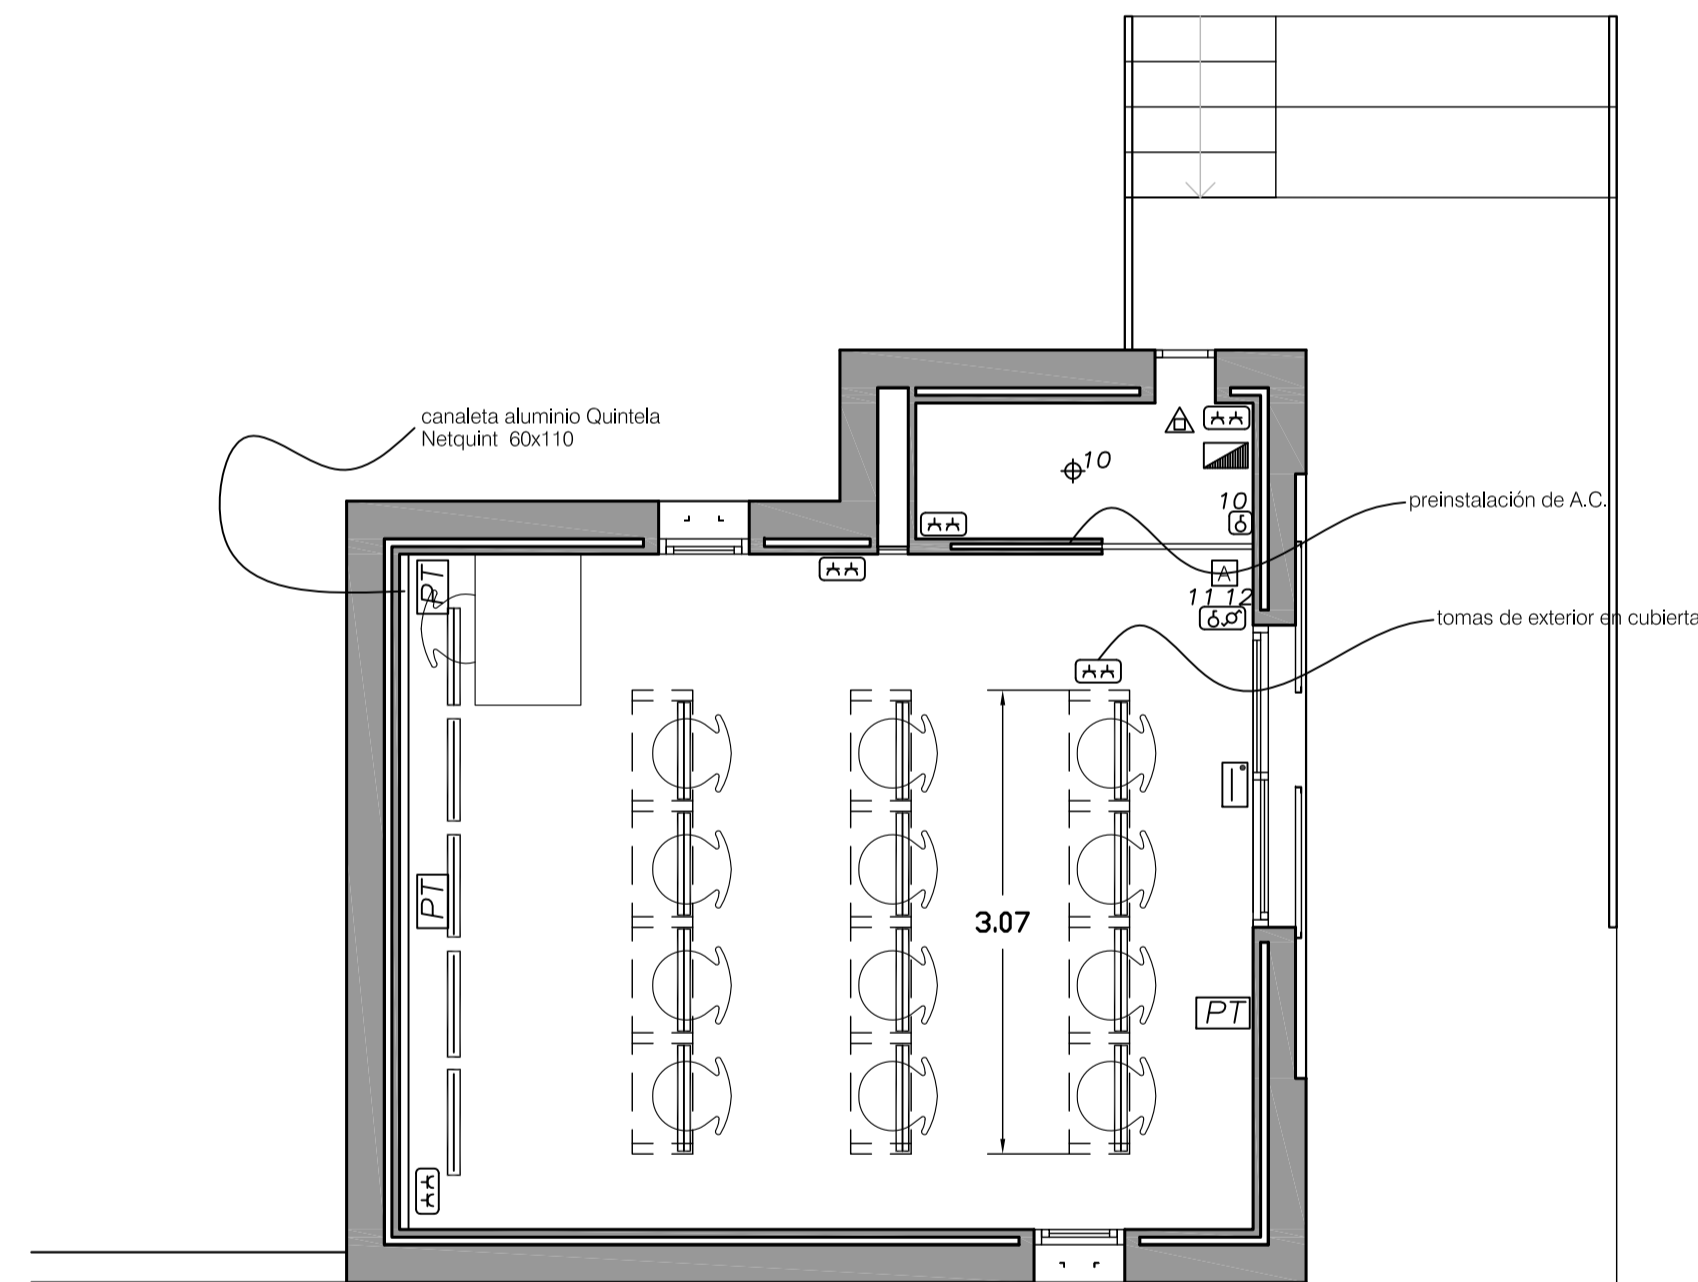 canaleta aluminio Quintela
Netquint 60x110
10
10
preinstalación de A.C.
A
PT
11 12
tomas de exterior en cubierta
PT
3.07
PT